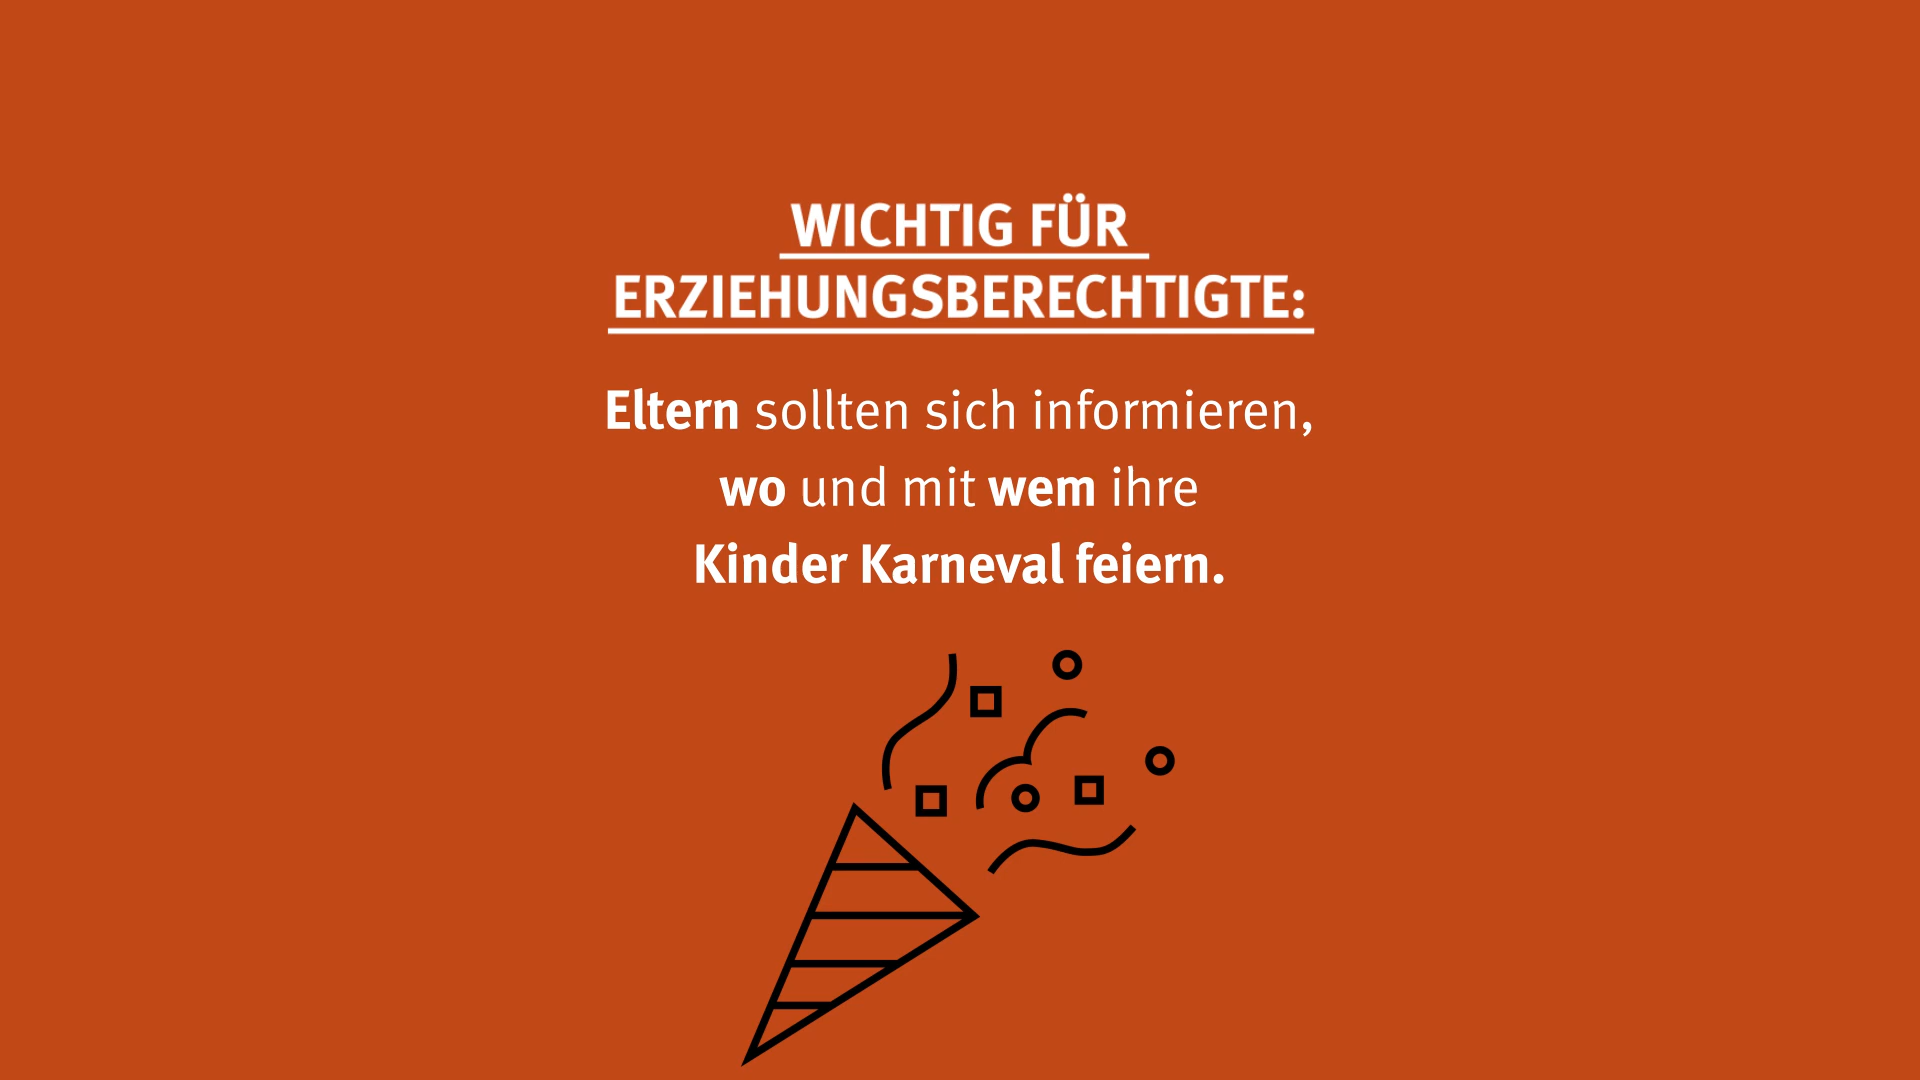 WICHTIG FÜR
ERZIEHUNGSBERECHTIGTE:
Eltern sollten sich informieren,
wo und mit wem ihre
Kinder Karneval feiern.